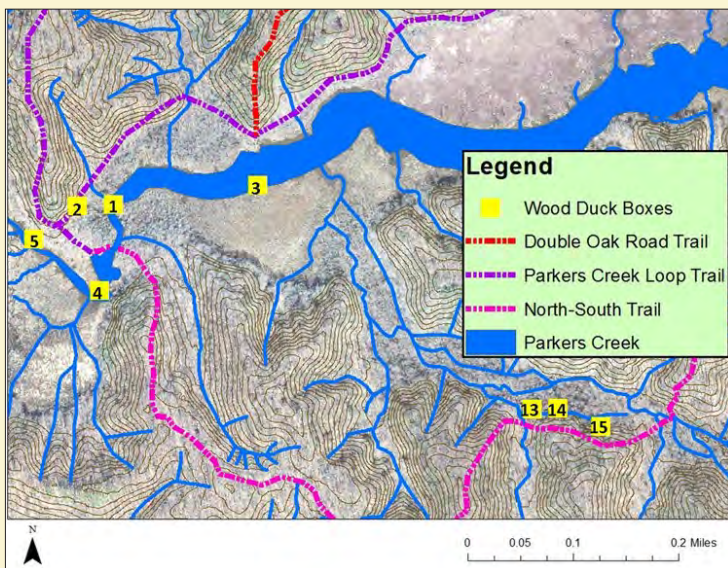 2
1
3
5
4
13
14
15
Legend
Wood Duck Boxes
Double Oak Road Trail
Parkers Creek Loop Trail
North-South Trail
Parkers Creek
N
0 0.05 0.1 0.2 Miles